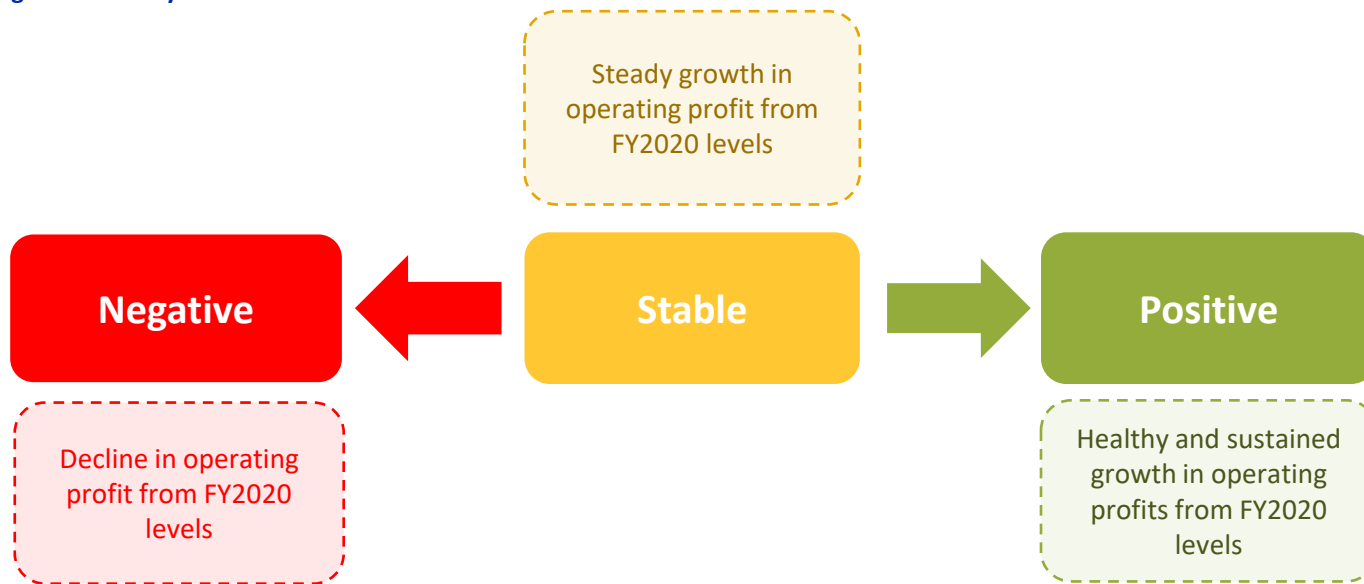 Steady growth in
operating profit from
FY2020 levels
Negative
Stable
Positive
Decline in operating
profit from FY2020
levels
Healthy and sustained
growth in operating
profits from FY2020
levels